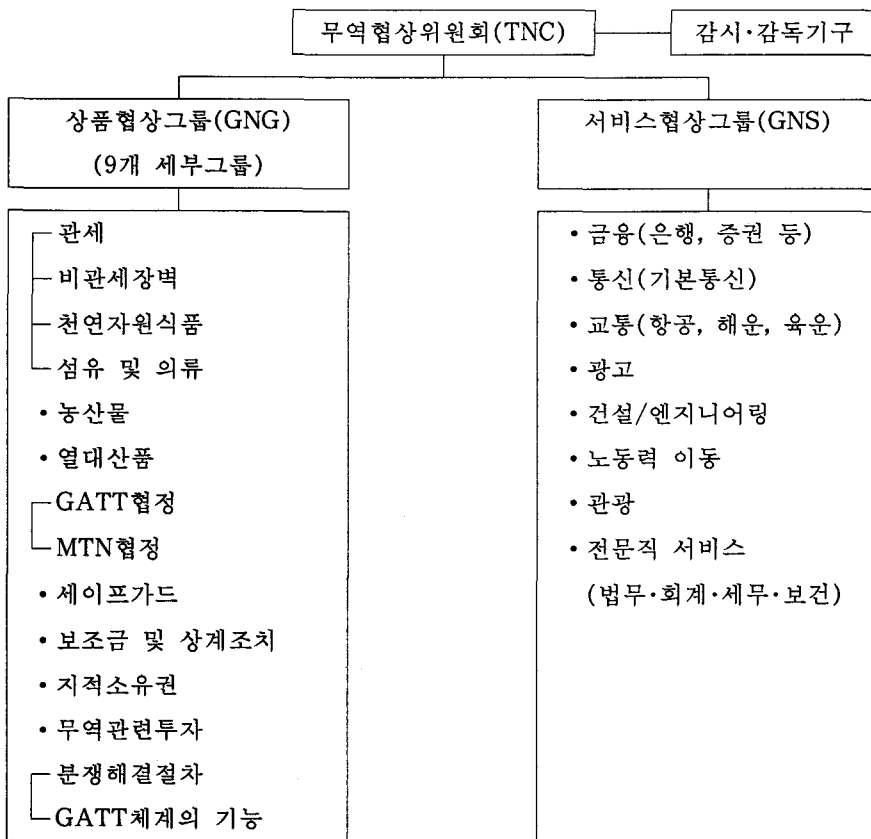 무역협상위원회(TNC)
감시·감독기구
상품협상그룹(GNG)
(9개 세부그룹)
서비스협상그룹(GNS)
관세
비관세장벽
천연자원식품
섬유 및 의류
• 농산물
• 열대산품
GATT협정
MTN협정
• 세이프가드
• 보조금 및 상계조치
• 지적소유권
• 무역관련투자
분쟁해결절차
GATT체계의 기능
• 금융(은행, 증권 등)
• 통신(기본통신)
• 교통(항공, 해운, 육운)
• 광고
• 건설/엔지니어링
• 노동력 이동
• 관광
• 전문직 서비스
(법무·회계·세무·보건)